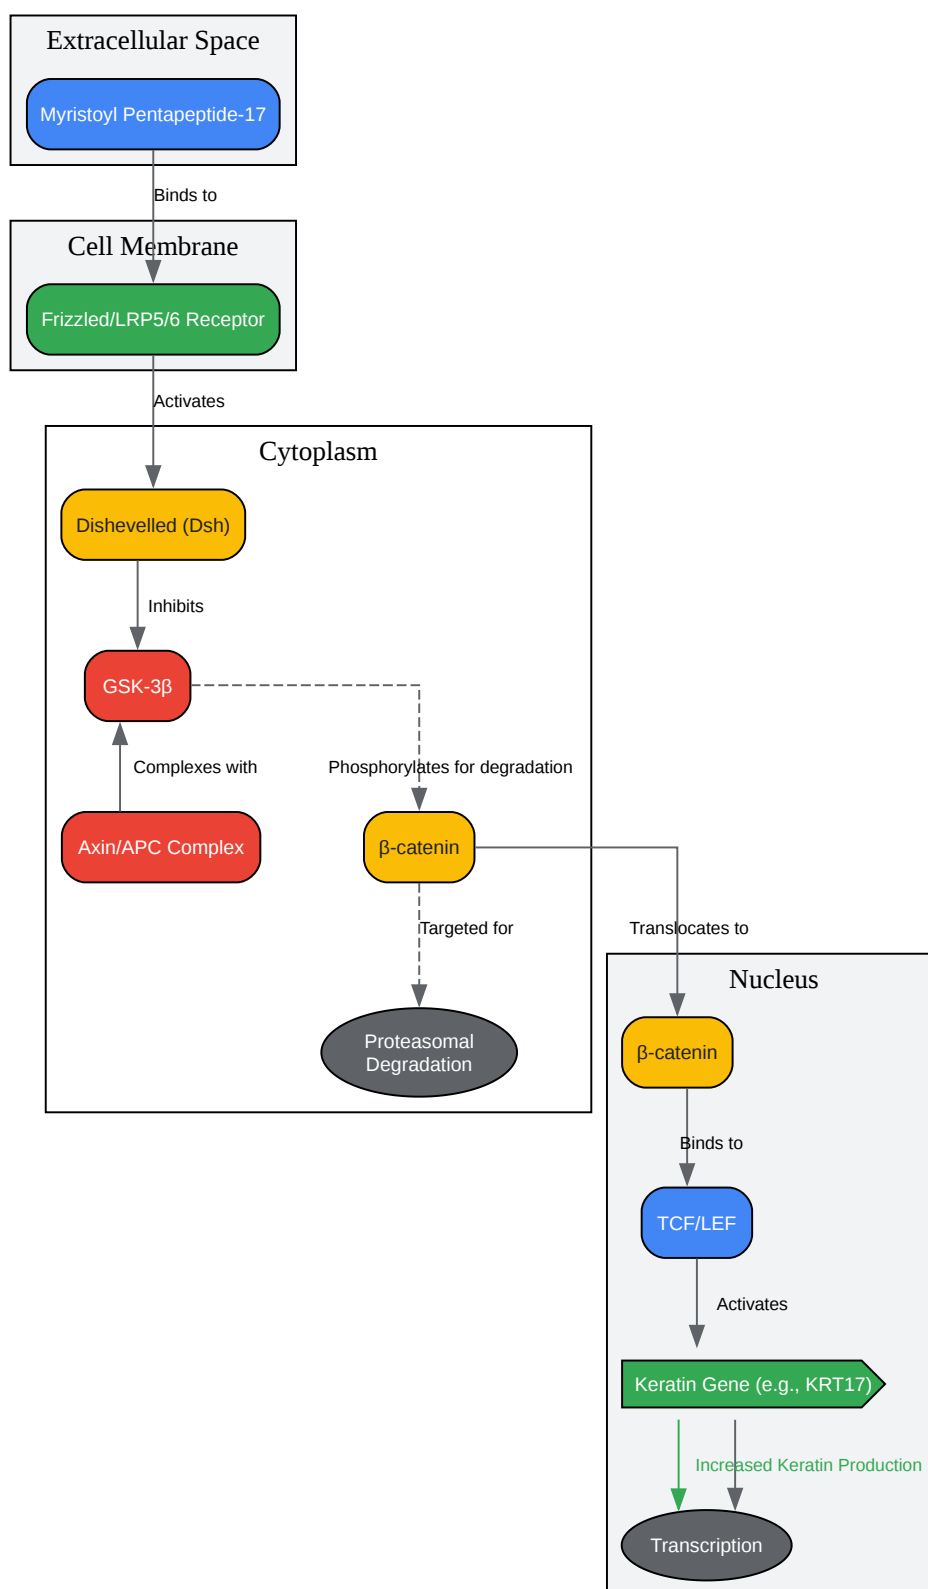 Extracellular Space
Myristoyl Pentapeptide-17
Binds to
Cell Membrane
Frizzled/LRP5/6 Receptor
Activates
Cytoplasm
Dishevelled (Dsh)
Inhibits
GSK-3β
Complexes with
Phosphorylates for degradation
Axin/APC Complex
β-catenin
Targeted for
Translocates to
Proteasomal
Degradation
Nucleus
β-catenin
Binds to
TCF/LEF
Activates
Keratin Gene (e.g., KRT17)
Increased Keratin Production
Transcription